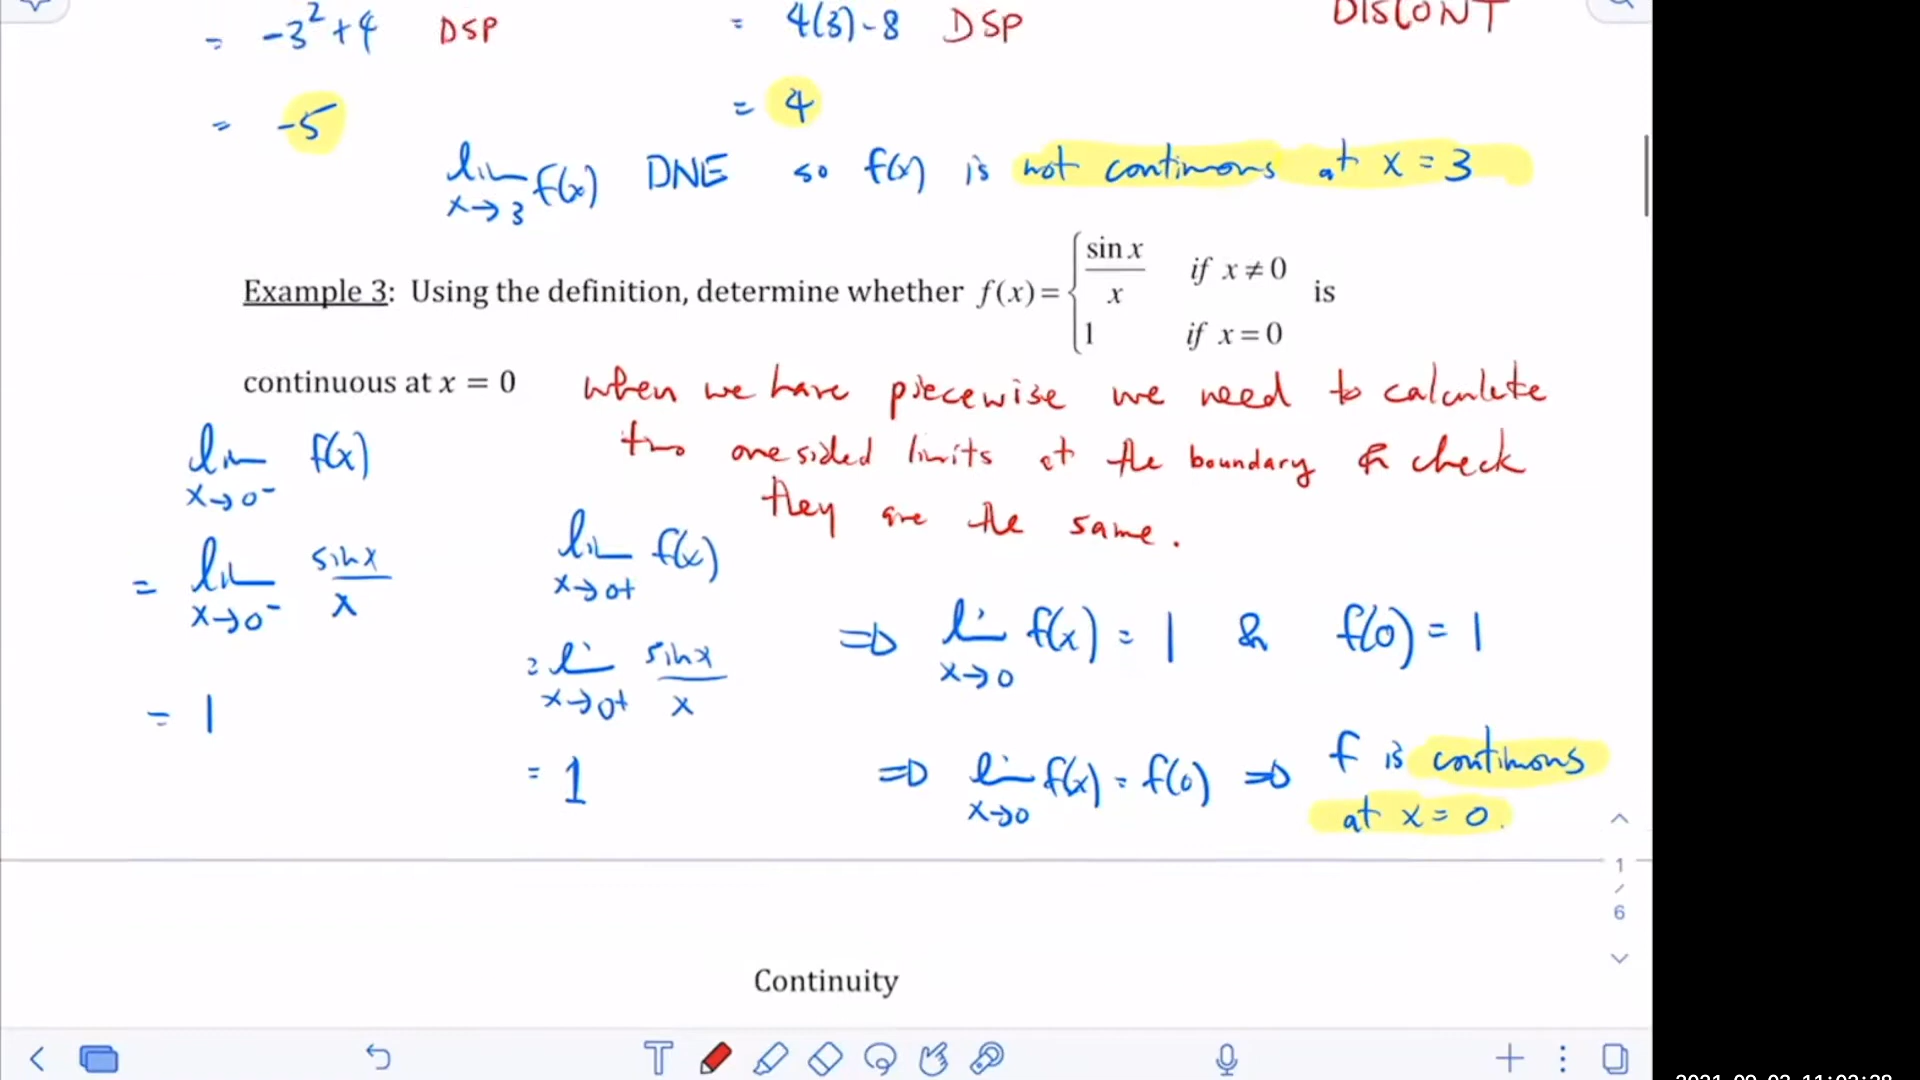 = -3²+4 DSP = 4(3)-8 DSP DISCONT
= -5 = 4
lim x→3 f(x) DNE so f(x) is not continuous at x = 3
Example 3: Using the definition, determine whether f(x) = { sin x / x if x ≠ 0
1 if x = 0 is
continuous at x = 0
when we have piecewise we need to calculate
two one sided limits at the boundary & check
they are the same.
lim x→0⁻ f(x)
= lim x→0⁻ sin x / x
= 1
lim x→0+ f(x)
= lim x→0+ sin x / x
= 1
⇒ lim x→0 f(x) = 1 & f(0) = 1
⇒ lim x→0 f(x) = f(0) ⇒ f is continuous
at x = 0.
1
/
6
Continuity
T